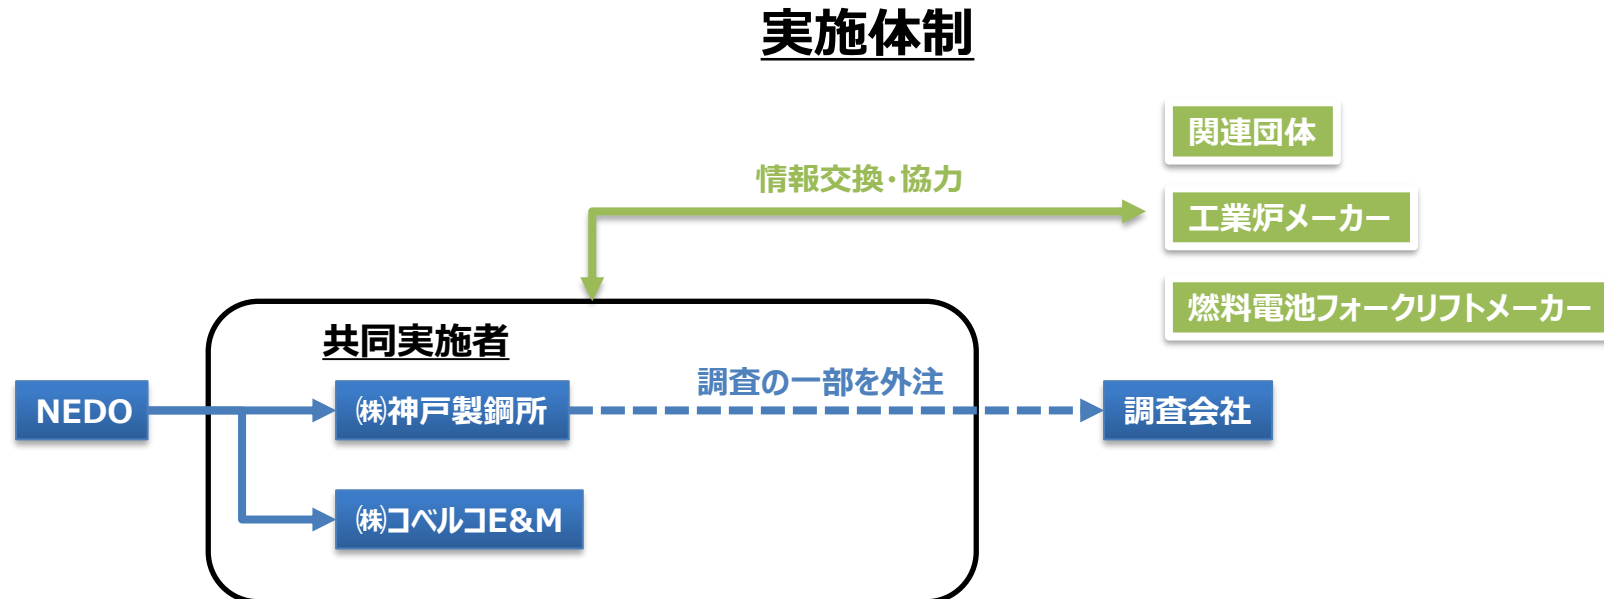 実施体制
関連団体
情報交換・協力
工業炉メーカー
燃料電池フォークリフトメーカー
共同実施者
調査の一部を外注
NEDO
㈱神戸製鋼所
調査会社
㈱コベルコE&M